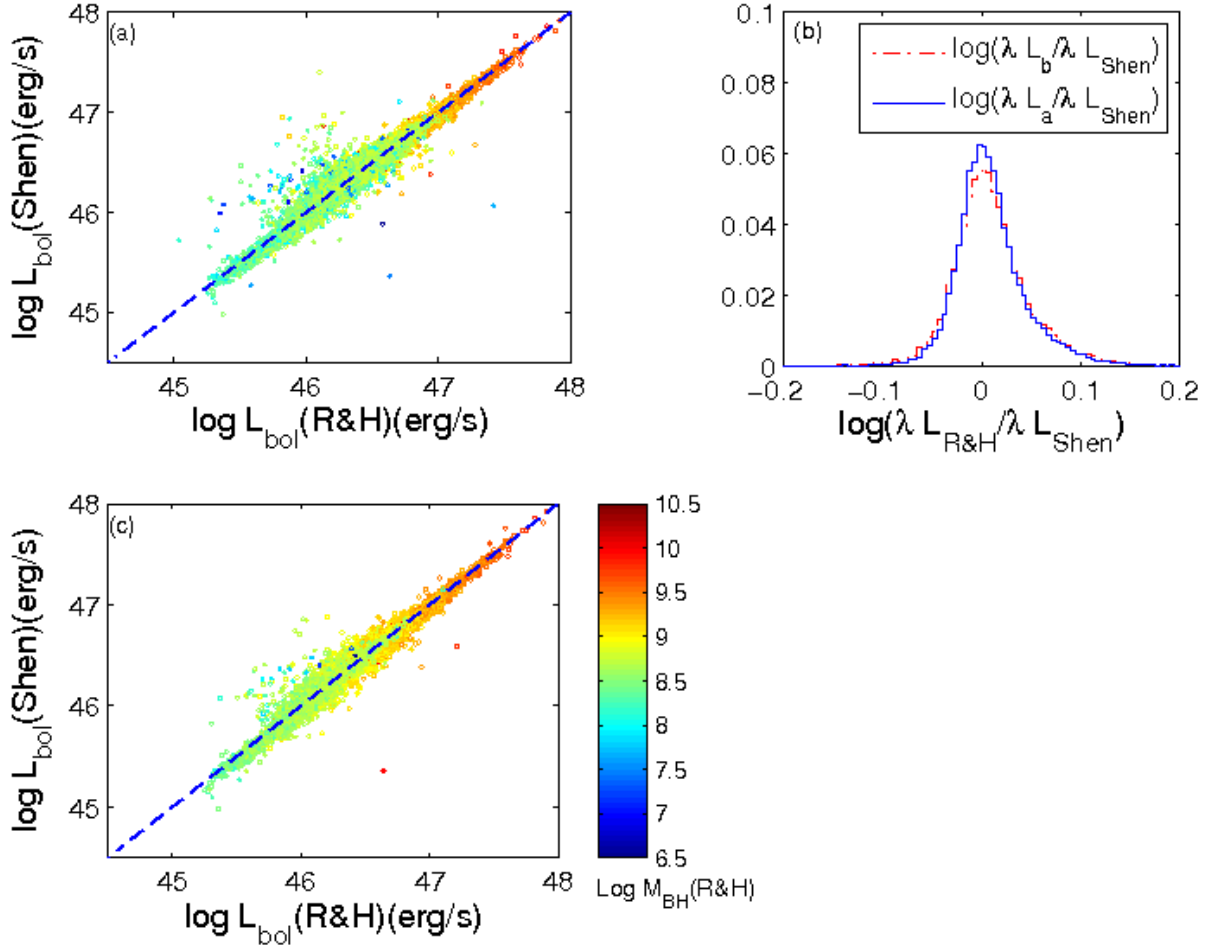 48
47
46
45
45 46 47 48
(a)
log L_bol(Shen)(erg/s)
log L_bol(R&H)(erg/s)
0.1
0.08
0.06
0.04
0.02
0
−0.2 −0.1 0 0.1 0.2
(b)
log(λ L_b/λ L_Shen)
log(λ L_a/λ L_Shen)
log(λ L_R&H/λ L_Shen)
48
47
46
45
45 46 47 48
(c)
log L_bol(Shen)(erg/s)
log L_bol(R&H)(erg/s)
10.5
10
9.5
9
8.5
8
7.5
7
6.5
Log M_BH(R&H)